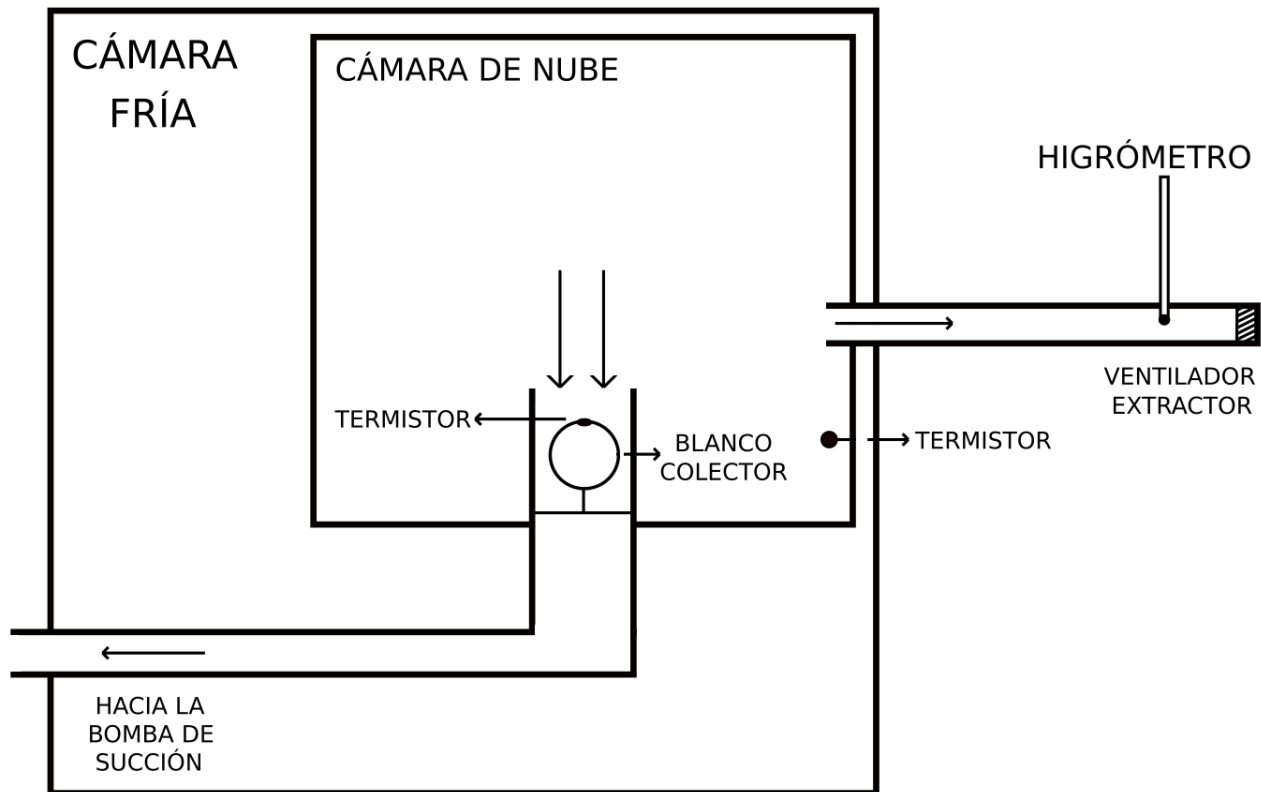 CÁMARA
FRÍA
CÁMARA DE NUBE
HIGRÓMETRO
VENTILADOR
EXTRACTOR
TERMISTOR
BLANCO
COLECTOR
TERMISTOR
HACIA LA
BOMBA DE
SUCCIÓN